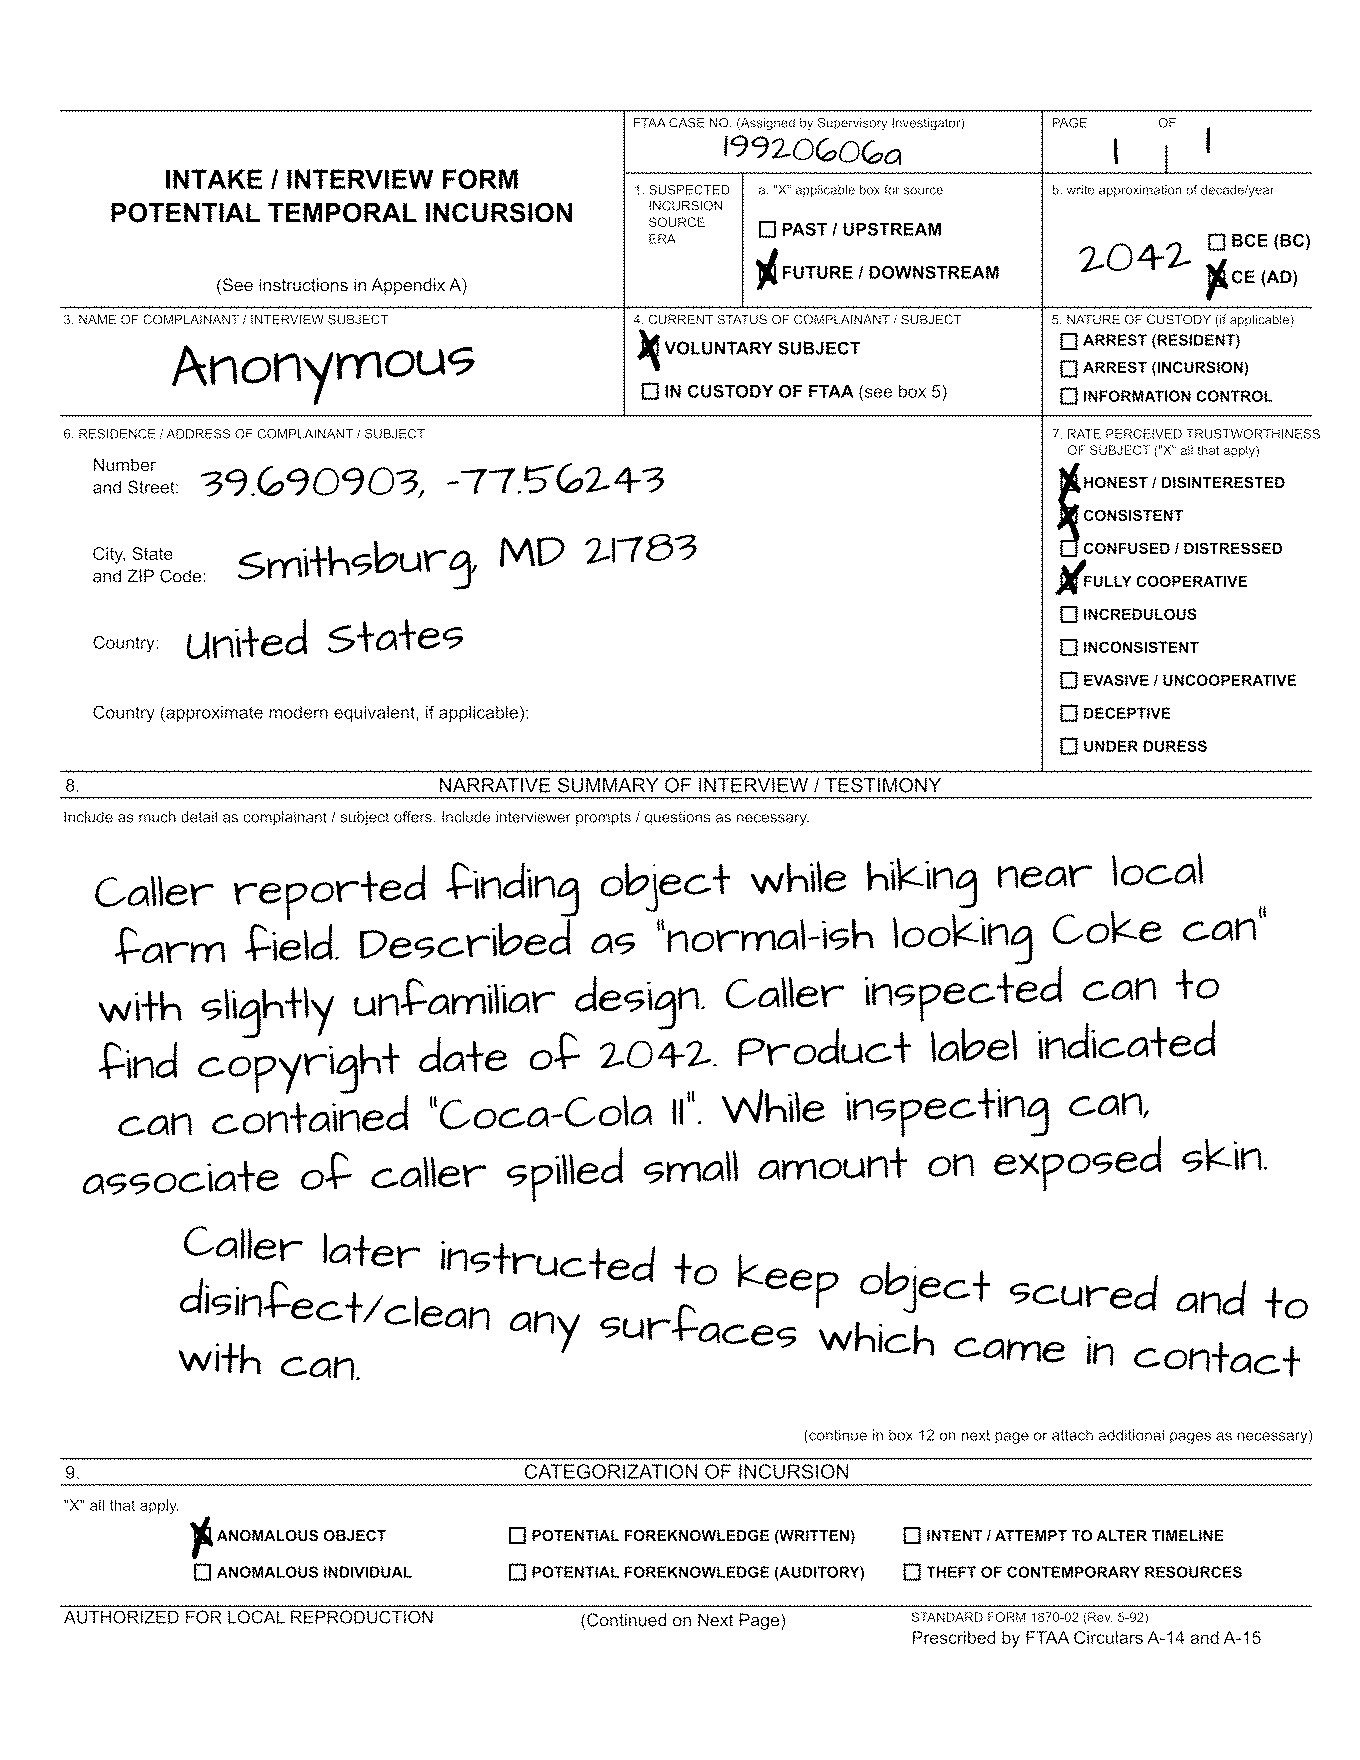 INTAKE / INTERVIEW FORM
POTENTIAL TEMPORAL INCURSION
(See instructions in Appendix A)
FTAA CASE NO. (Assigned by Supervisory Investigator)
19920606a
PAGE OF
1 1
1. SUSPECTED
INCURSION
SOURCE
ERA
a. "X" applicable box for source
PAST / UPSTREAM
FUTURE / DOWNSTREAM
b. write approximation of decade/year
2042
BCE (BC)
CE (AD)
3. NAME OF COMPLAINANT / INTERVIEW SUBJECT
Anonymous
4. CURRENT STATUS OF COMPLAINANT / SUBJECT
VOLUNTARY SUBJECT
IN CUSTODY OF FTAA (see box 5)
5. NATURE OF CUSTODY (if applicable)
ARREST (RESIDENT)
ARREST (INCURSION)
INFORMATION CONTROL
6. RESIDENCE / ADDRESS OF COMPLAINANT / SUBJECT
Number
and Street:
39.690903, -77.56243
City, State
and ZIP Code:
Smithsburg, MD 21783
Country:
United States
Country (approximate modern equivalent, if applicable):
7. RATE PERCEIVED TRUSTWORTHINESS
OF SUBJECT ("X" all that apply)
HONEST / DISINTERESTED
CONSISTENT
CONFUSED / DISTRESSED
FULLY COOPERATIVE
INCREDULOUS
INCONSISTENT
EVASIVE / UNCOOPERATIVE
DECEPTIVE
UNDER DURESS
8. NARRATIVE SUMMARY OF INTERVIEW / TESTIMONY
Include as much detail as complainant / subject offers. Include interviewer prompts / questions as necessary.
Caller reported finding object while hiking near local
farm field. Described as "normal-ish looking Coke can"
with slightly unfamiliar design. Caller inspected can to
find copyright date of 2042. Product label indicated
can contained "Coca-Cola II". While inspecting can,
associate of caller spilled small amount on exposed skin.
Caller later instructed to keep object scured and to
disinfect/clean any surfaces which came in contact
with can.
(continue in box 12 on next page or attach additional pages as necessary)
9. CATEGORIZATION OF INCURSION
"X" all that apply.
ANOMALOUS OBJECT
POTENTIAL FOREKNOWLEDGE (WRITTEN)
INTENT / ATTEMPT TO ALTER TIMELINE
ANOMALOUS INDIVIDUAL
POTENTIAL FOREKNOWLEDGE (AUDITORY)
THEFT OF CONTEMPORARY RESOURCES
AUTHORIZED FOR LOCAL REPRODUCTION
(Continued on Next Page)
STANDARD FORM 1870-02 (Rev. 5-92)
Prescribed by FTAA Circulars A-14 and A-15